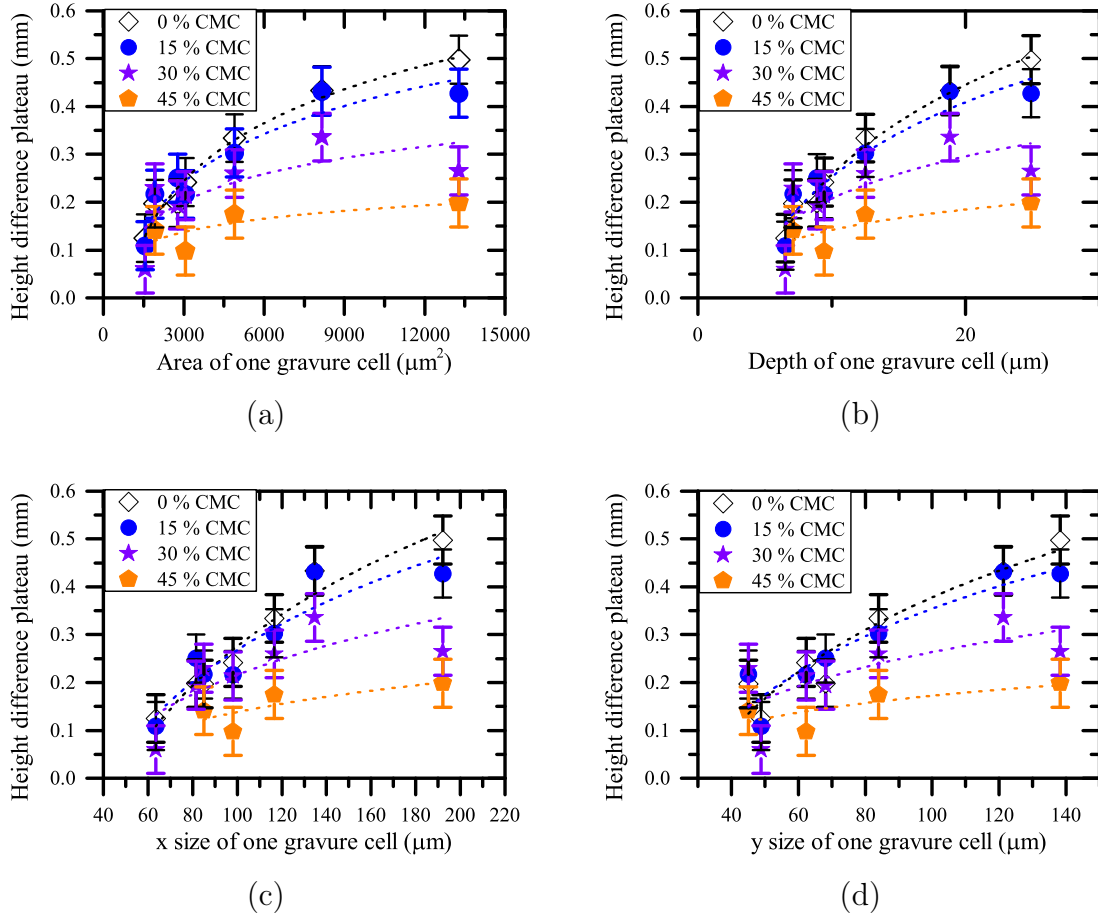 0.6
0.5
0.4
0.3
0.2
0.1
0.0
Height difference plateau (mm)
0 % CMC
15 % CMC
30 % CMC
45 % CMC
0 3000 6000 9000 12000 15000
Area of one gravure cell (μm²)
(a)
0.6
0.5
0.4
0.3
0.2
0.1
0.0
Height difference plateau (mm)
0 % CMC
15 % CMC
30 % CMC
45 % CMC
0 20
Depth of one gravure cell (μm)
(b)
0.6
0.5
0.4
0.3
0.2
0.1
0.0
Height difference plateau (mm)
0 % CMC
15 % CMC
30 % CMC
45 % CMC
40 60 80 100 120 140 160 180 200 220
x size of one gravure cell (μm)
(c)
0.6
0.5
0.4
0.3
0.2
0.1
0.0
Height difference plateau (mm)
0 % CMC
15 % CMC
30 % CMC
45 % CMC
40 60 80 100 120 140
y size of one gravure cell (μm)
(d)